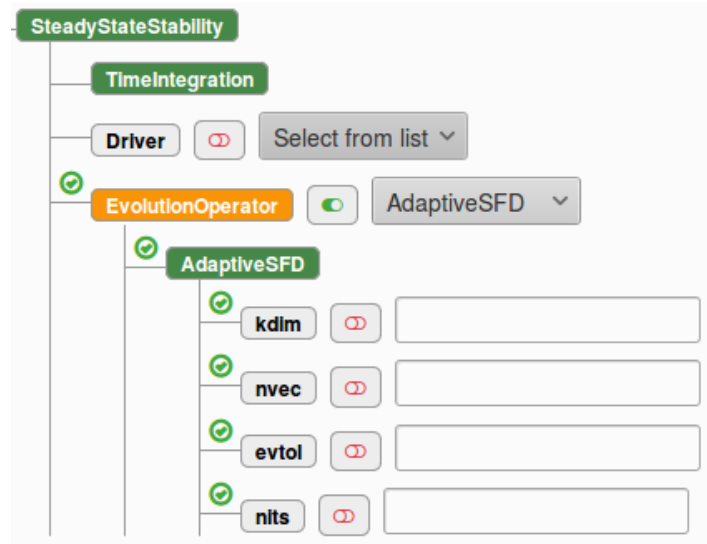 SteadyStateStability
TimeIntegration
Driver Select from list
EvolutionOperator AdaptiveSFD
AdaptiveSFD
kdim
nvec
evtol
nits